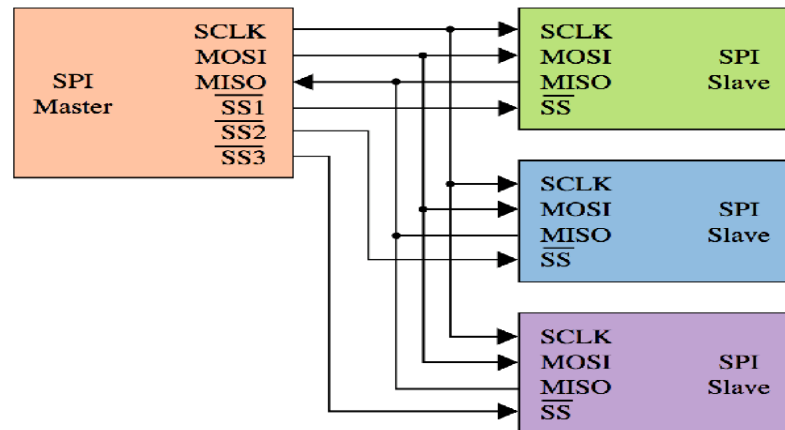 SPI
Master
SCLK
MOSI
MISO
SS1
SS2
SS3
SCLK
MOSI
MISO
SS
SPI
Slave
SCLK
MOSI
MISO
SS
SPI
Slave
SCLK
MOSI
MISO
SS
SPI
Slave